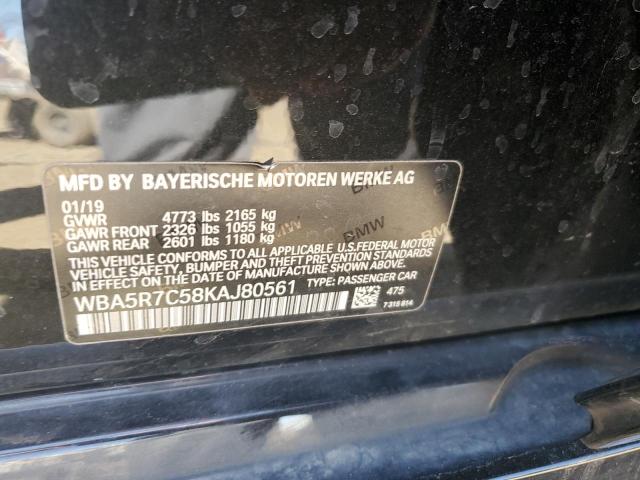 MFD BY BAYERISCHE MOTOREN WERKE AG
01/19
GVWR 4773 lbs 2165 kg
GAWR FRONT 2326 lbs 1055 kg
GAWR REAR 2601 lbs 1180 kg
THIS VEHICLE CONFORMS TO ALL APPLICABLE U.S.FEDERAL MOTOR
VEHICLE SAFETY, BUMPER, AND THEFT PREVENTION
STANDARDS IN EFFECT ON THE DATE OF MANUFACTURE SHOWN ABOVE.
WBA5R7C58KAJ80561 TYPE: PASSENGER CAR
475
7315814
BMW